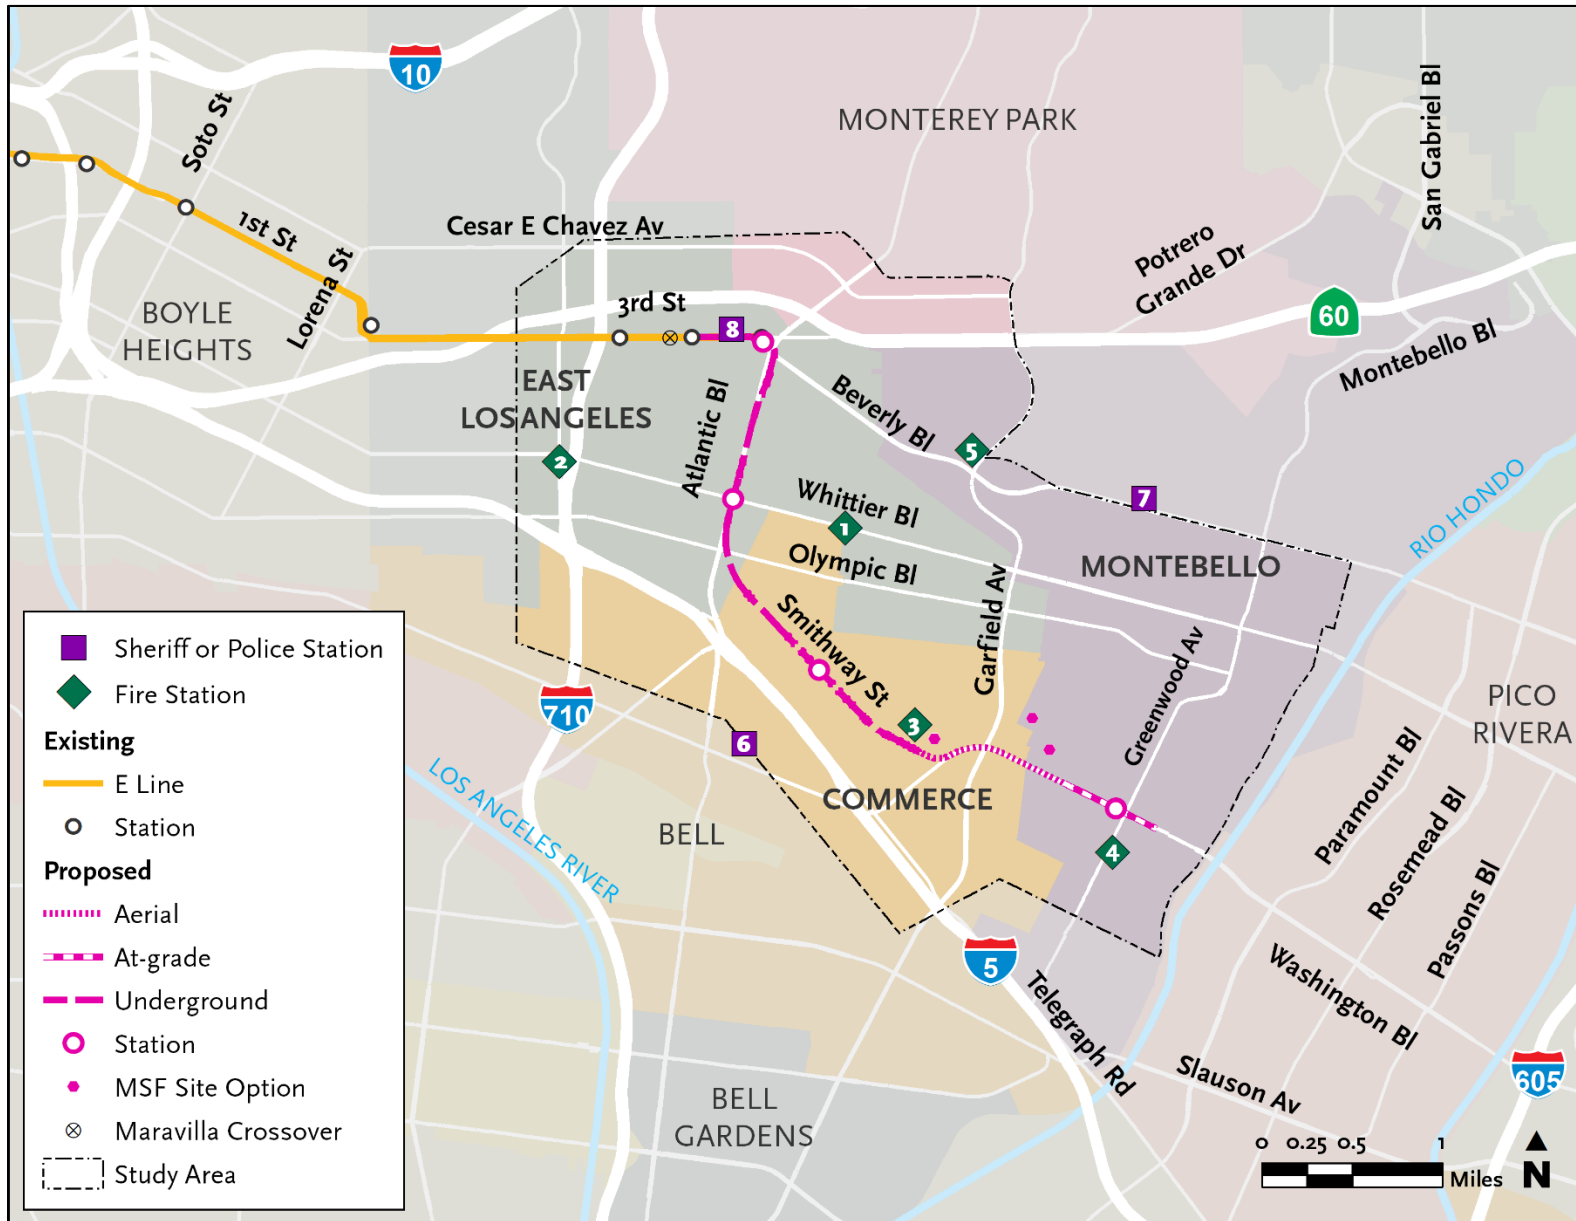 10
MONTEREY PARK
San Gabriel Bl
Soto St
1st St
Cesar E Chavez Av
Potrero
Grande Dr
Lorena St
3rd St
60
BOYLE
HEIGHTS
8
Montebello Bl
EAST
LOS ANGELES
Atlantic Bl
Beverly Bl
5
2
Whittier Bl
7
1
RIO HONDO
Olympic Bl
MONTEBELLO
Garfield Av
Smithway St
Greenwood Av
710
3
6
PICO
RIVERA
COMMERCE
LOS ANGELES RIVER
BELL
4
Paramount Bl
Rosemead Bl
Passons Bl
5
Washington Bl
Telegraph Rd
Slauson Av
605
BELL
GARDENS
Sheriff or Police Station
Fire Station
Existing
E Line
Station
Proposed
Aerial
At-grade
Underground
Station
MSF Site Option
Maravilla Crossover
Study Area
0 0.25 0.5 1
Miles
N